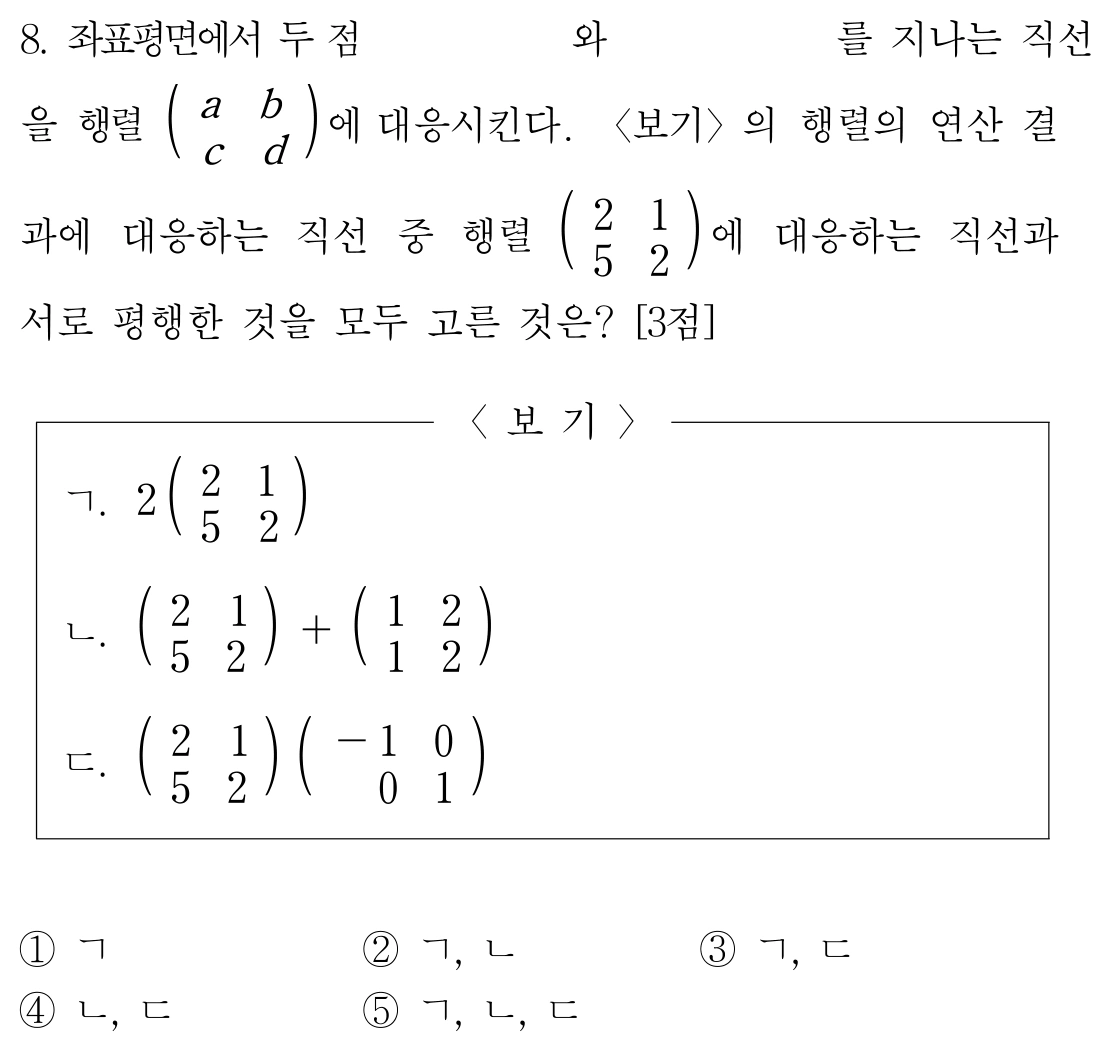 8. 좌표평면에서 두 점 와 를 지나는 직선
을 행렬 ( a b
c d ) 에 대응시킨다. 〈보기〉의 행렬의 연산 결
과에 대응하는 직선 중 행렬 ( 2 1
5 2 ) 에 대응하는 직선과
서로 평행한 것을 모두 고른 것은? [3점]
〈 보 기 〉
ㄱ. 2 ( 2 1
5 2 )
ㄴ. ( 2 1
5 2 ) + ( 1 2
1 2 )
ㄷ. ( 2 1
5 2 ) ( -1 0
0 1 )
① ㄱ ② ㄱ, ㄴ ③ ㄱ, ㄷ
④ ㄴ, ㄷ ⑤ ㄱ, ㄴ, ㄷ